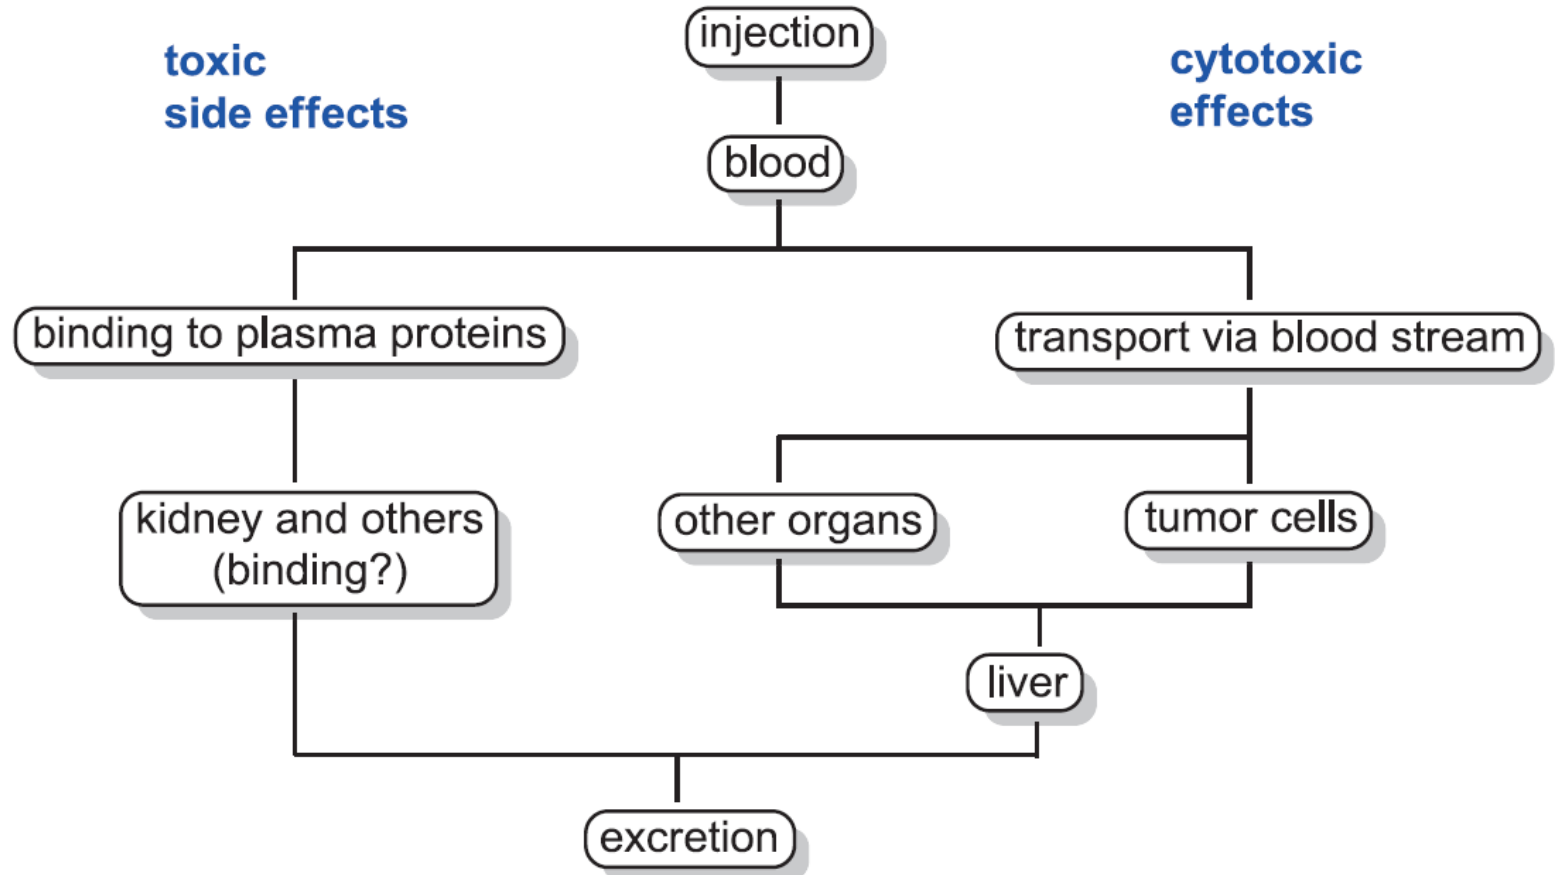 injection
toxic
side effects
cytotoxic
effects
blood
binding to plasma proteins
transport via blood stream
kidney and others
(binding?)
other organs
tumor cells
liver
excretion